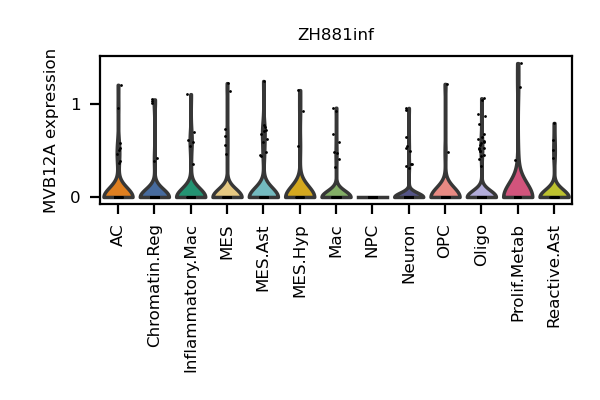 ZH881inf
MVB12A expression
1
0
AC
Chromatin.Reg
Inflammatory.Mac
MES
MES.Ast
MES.Hyp
Mac
NPC
Neuron
OPC
Oligo
Prolif.Metab
Reactive.Ast